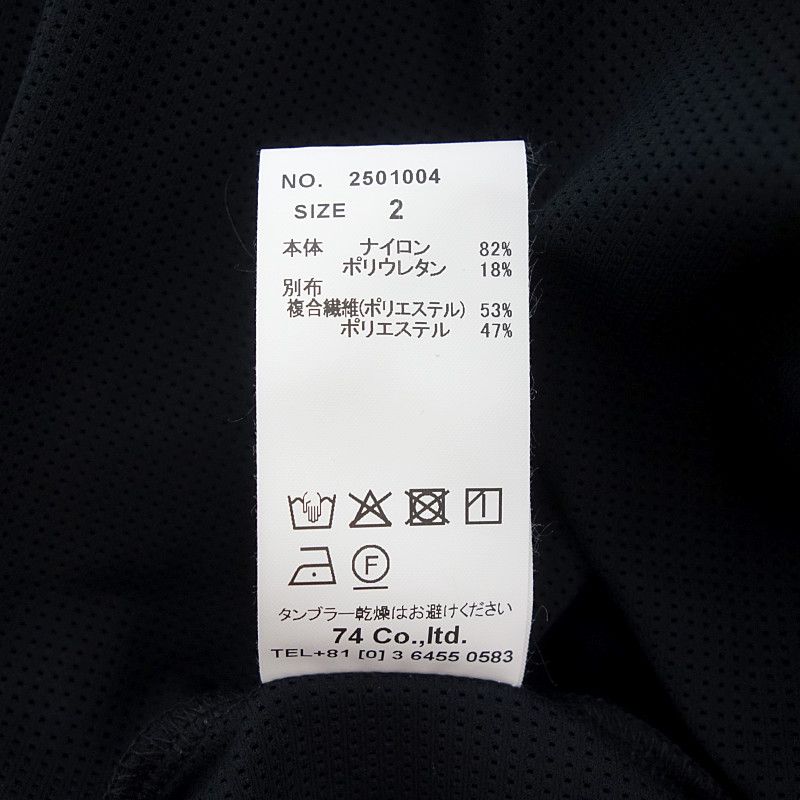 NO. 2501004
SIZE 2
本体 ナイロン 82%
ポリウレタン 18%
別布
複合繊維(ポリエステル) 53%
ポリエステル 47%
F
タンブラー乾燥はお避けください
74 Co.,ltd.
TEL+81 [0] 3 6455 0583